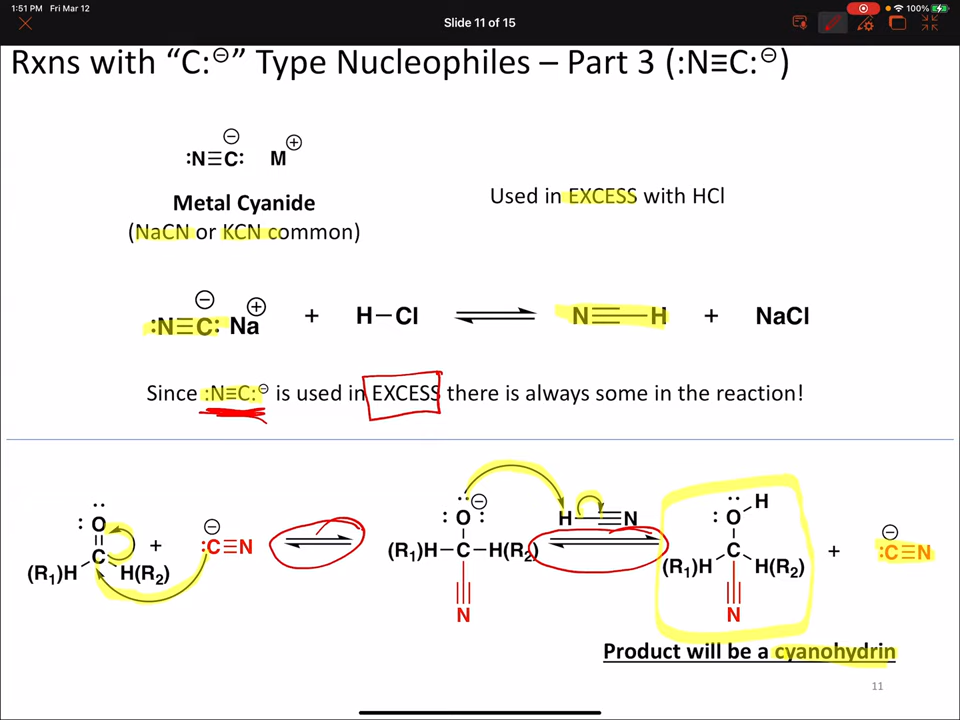 1:51 PM Fri Mar 12
100%
Slide 11 of 15
Rxns with “C:⊖” Type Nucleophiles – Part 3 (:N≡C:⊖)
⊖ ⊕
:N≡C: M
Metal Cyanide
(NaCN or KCN common)
Used in EXCESS with HCl
⊖ ⊕
:N≡C: Na + H–Cl ⇌ N≡–H + NaCl
Since :N≡C:⊖ is used in EXCESS there is always some in the reaction!
:O:
C
(R₁)H H(R₂)
+
⊖
:C≡N
⇌
:O:⊖
(R₁)H–C–H(R₂)
N
H–≡N
⇌
:O–H
C
(R₁)H H(R₂)
N
+
⊖
:C≡N
Product will be a cyanohydrin
11